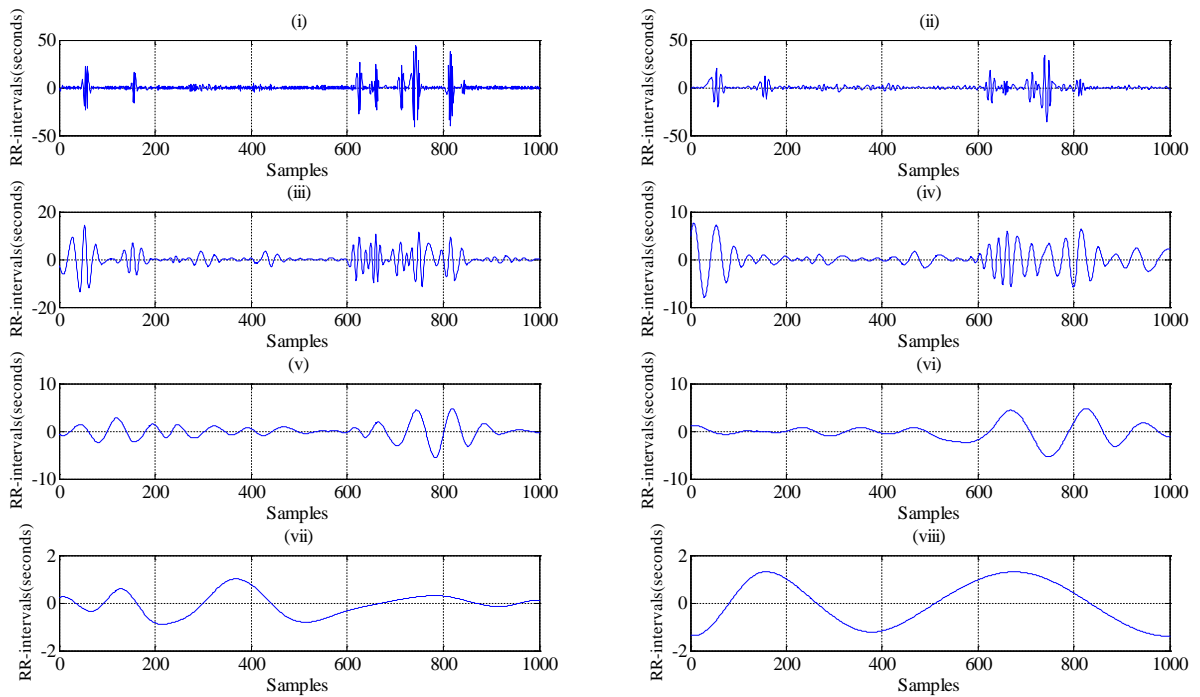 (i)
RR-intervals(seconds)
50
0
-50
0 200 400 600 800 1000
Samples
(ii)
RR-intervals(seconds)
50
0
-50
0 200 400 600 800 1000
Samples
(iii)
RR-intervals(seconds)
20
0
-20
0 200 400 600 800 1000
Samples
(iv)
RR-intervals(seconds)
10
0
-10
0 200 400 600 800 1000
Samples
(v)
RR-intervals(seconds)
10
0
-10
0 200 400 600 800 1000
Samples
(vi)
RR-intervals(seconds)
10
0
-10
0 200 400 600 800 1000
Samples
(vii)
RR-intervals(seconds)
2
0
-2
0 200 400 600 800 1000
Samples
(viii)
RR-intervals(seconds)
2
0
-2
0 200 400 600 800 1000
Samples